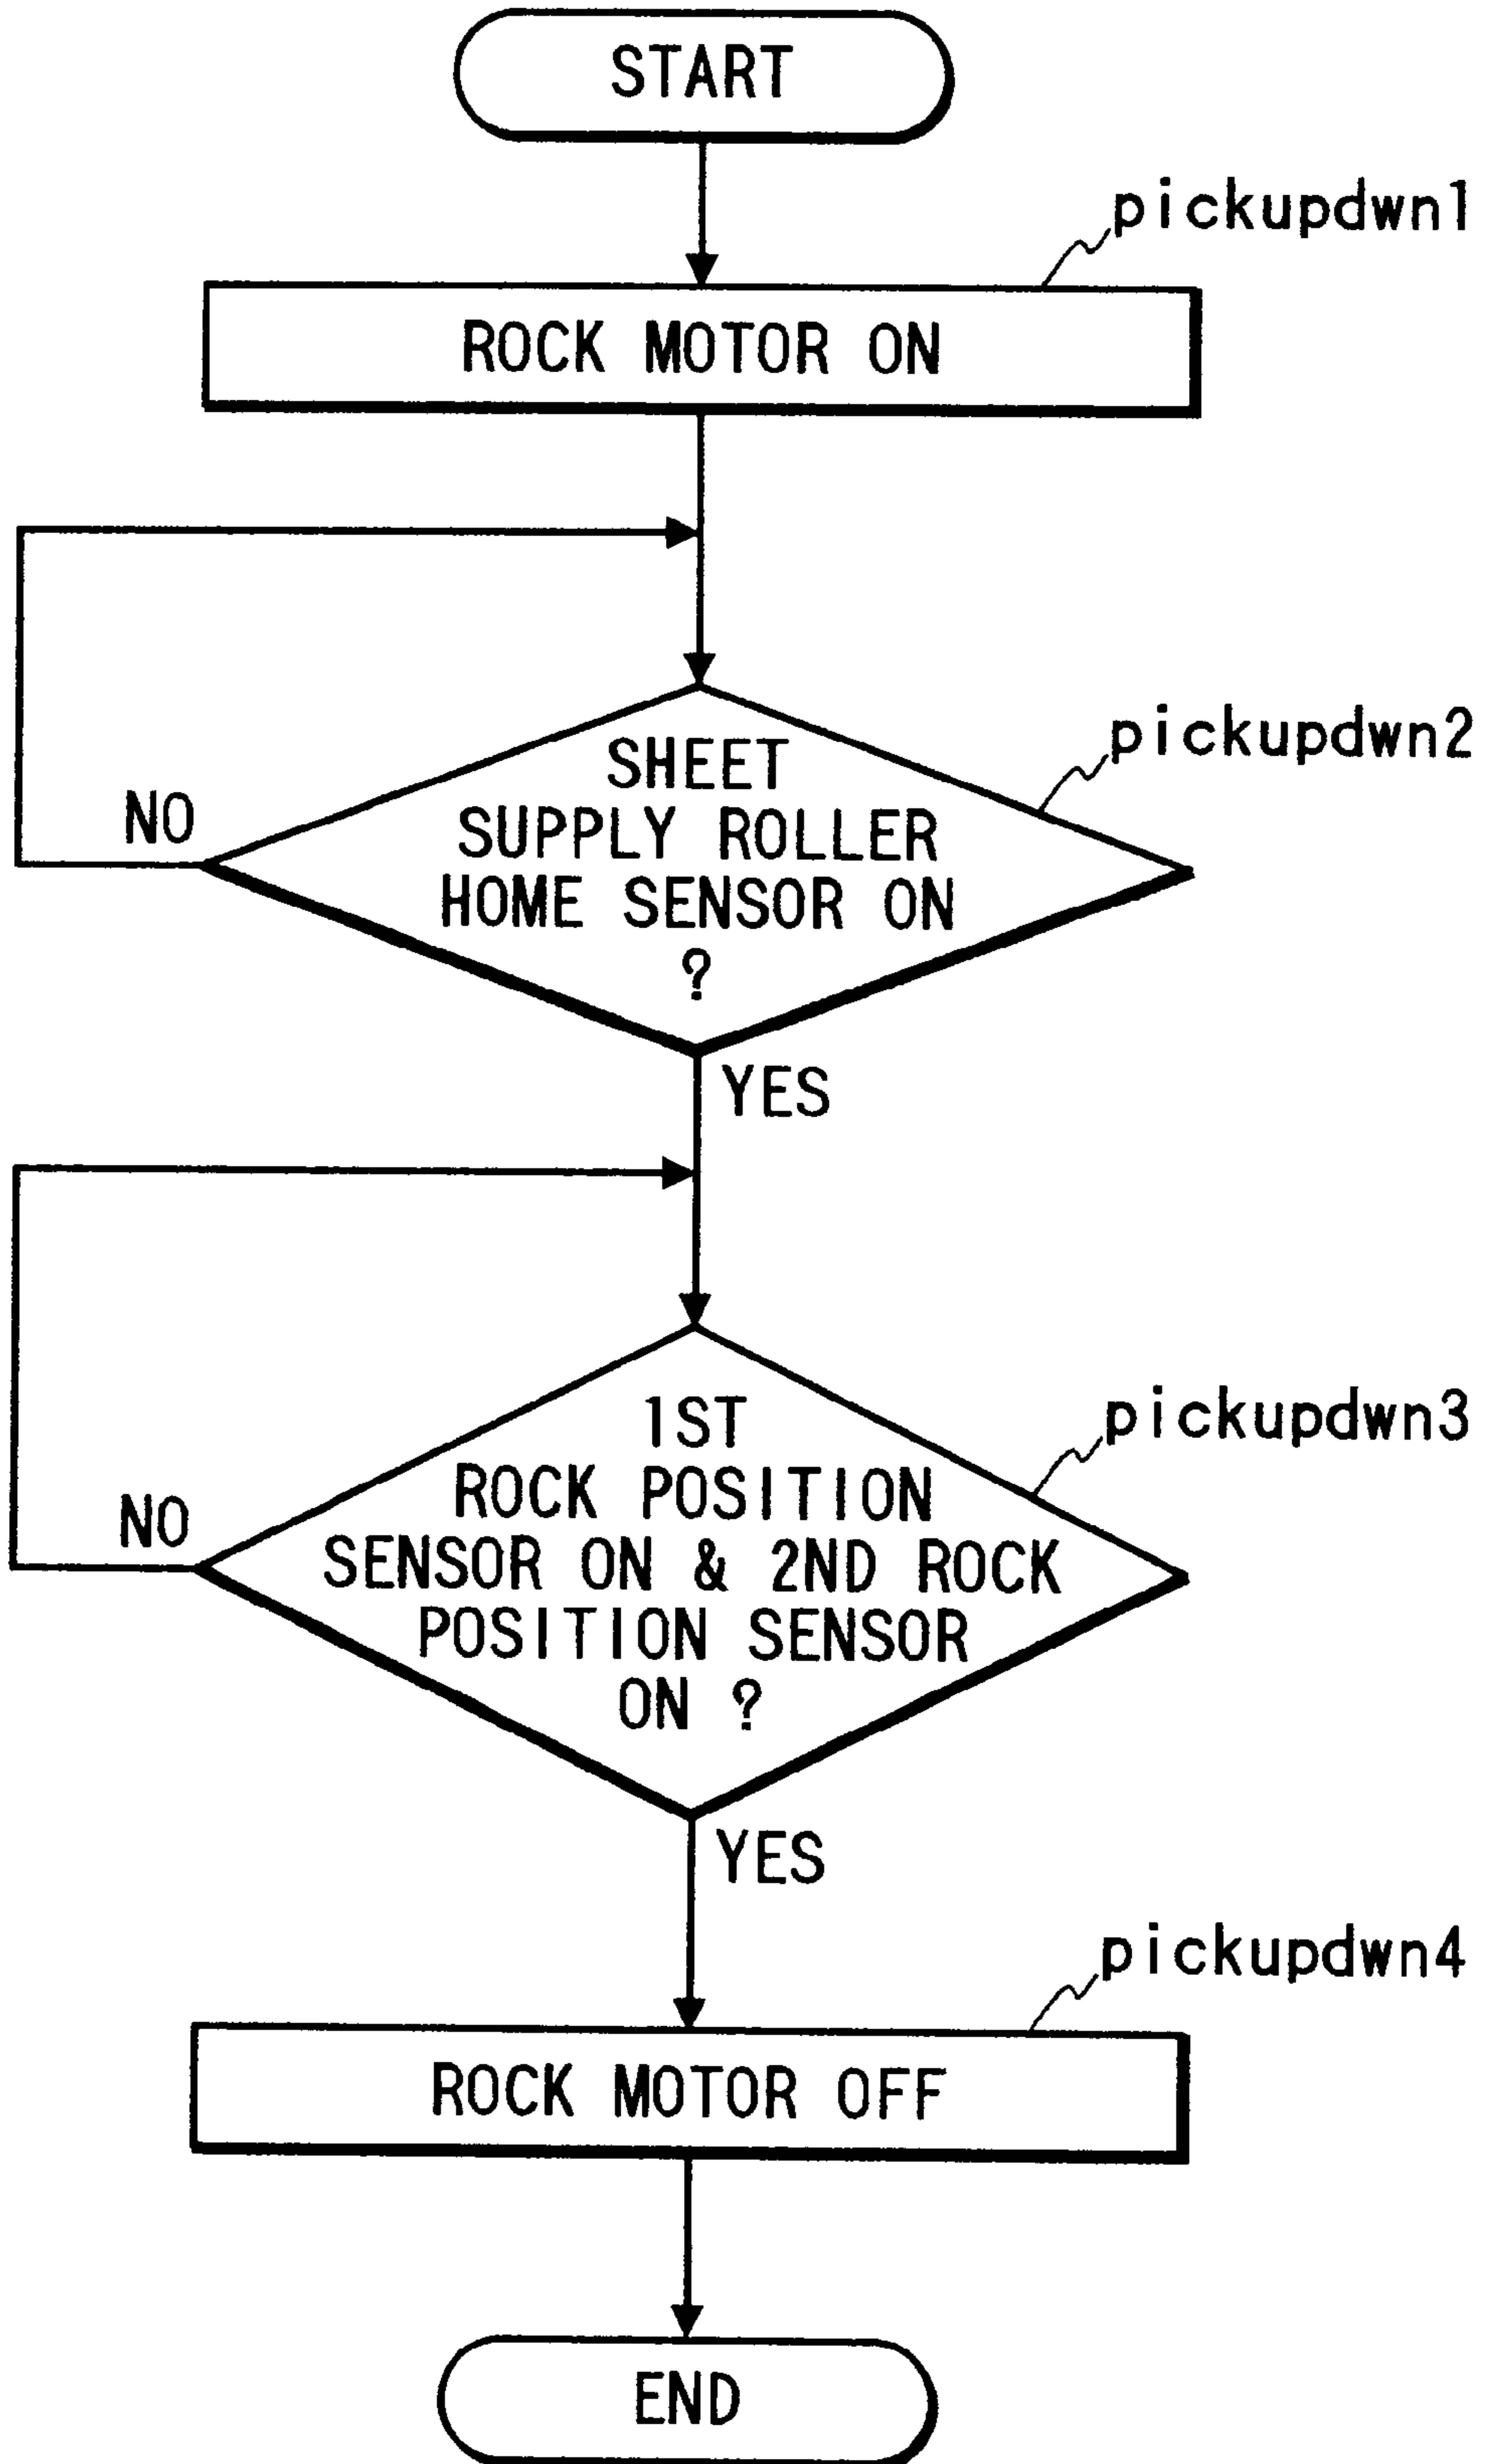 START
pickupdwn1
ROCK MOTOR ON
pickupdwn2
SHEET
SUPPLY ROLLER
HOME SENSOR ON
?
NO
YES
pickupdwn3
1ST
ROCK POSITION
SENSOR ON & 2ND ROCK
POSITION SENSOR
ON ?
NO
YES
pickupdwn4
ROCK MOTOR OFF
END